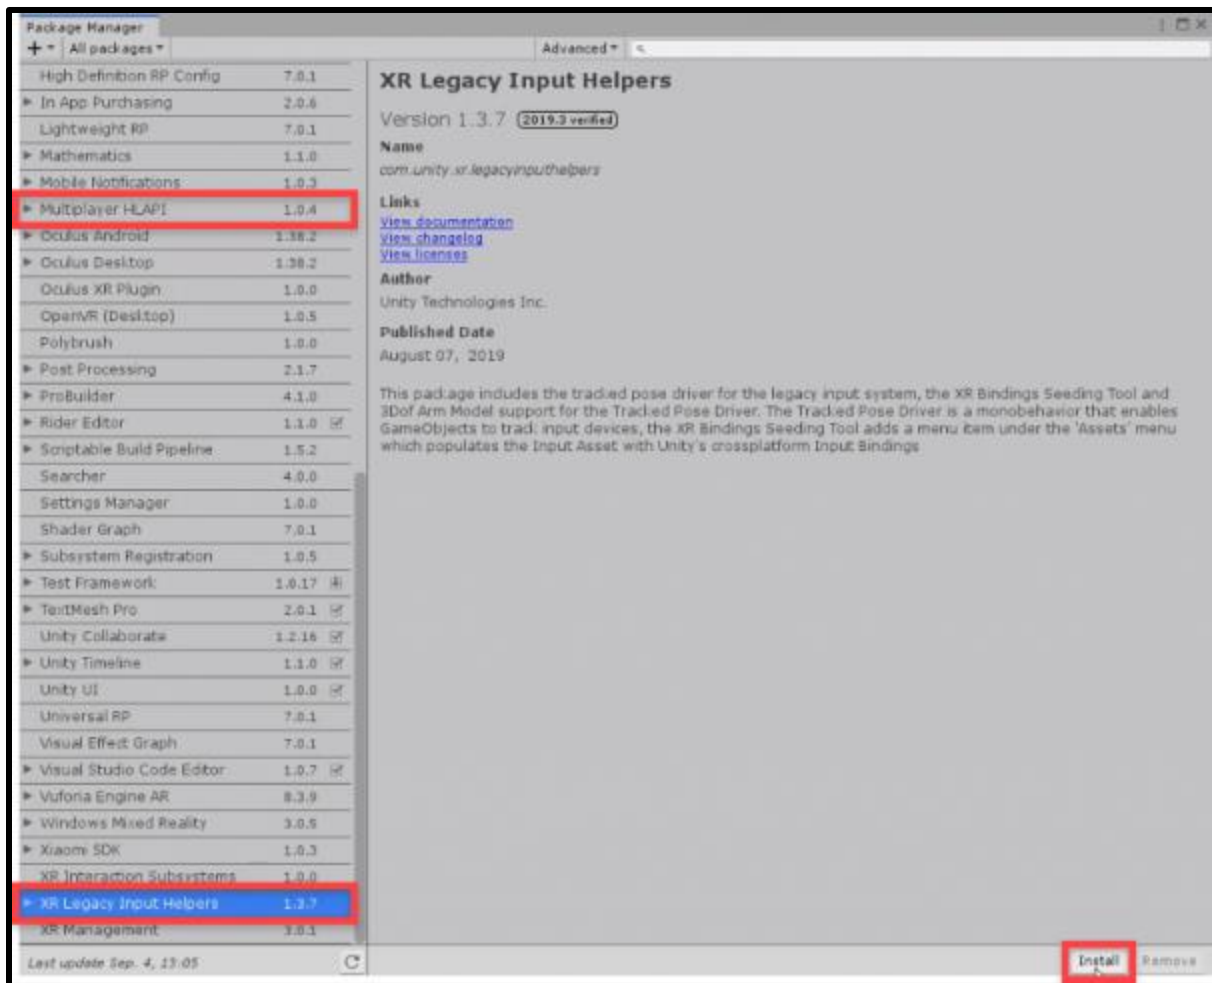 Package Manager
+ All packages Advanced
High Definition RP Config 7.0.1
In App Purchasing 2.0.6
Lightweight RP 7.0.1
Mathematics 1.1.0
Mobile Notifications 1.0.3
Multiplayer HLAPI 1.0.4
Oculus Android 1.38.2
Oculus Desktop 1.38.2
Oculus XR Plugin 1.0.0
OpenVR (Desktop) 1.0.5
Polybrush 1.0.0
Post Processing 2.1.7
ProBuilder 4.1.0
Rider Editor 1.1.0
Scriptable Build Pipeline 1.5.2
Searcher 4.0.0
Settings Manager 1.0.0
Shader Graph 7.0.1
Subsystem Registration 1.0.5
Test Framework 1.0.17
TextMesh Pro 2.0.1
Unity Collaborate 1.2.16
Unity Timeline 1.1.0
Unity UI 1.0.0
Universal RP 7.0.1
Visual Effect Graph 7.0.1
Visual Studio Code Editor 1.0.7
Vuforia Engine AR 8.3.9
Windows Mixed Reality 3.0.5
Xiaomi SDK 1.0.3
XR Interaction Subsystems 1.0.0
XR Legacy Input Helpers 1.3.7
XR Management 3.0.1
Last update Sep. 4, 13:05
XR Legacy Input Helpers
Version 1.3.7 2019.3 verified
Name
com.unity.xr.legacyinputhelpers
Links
View documentation
View changelog
View licenses
Author
Unity Technologies Inc.
Published Date
August 07, 2019
This package includes the tracked pose driver for the legacy input system, the XR Bindings Seeding Tool and
3Dof Arm Model support for the Tracked Pose Driver. The Tracked Pose Driver is a monobehavior that enables
GameObjects to track input devices, the XR Bindings Seeding Tool adds a menu item under the 'Assets' menu
which populates the Input Asset with Unity's crossplatform Input Bindings
Install Remove